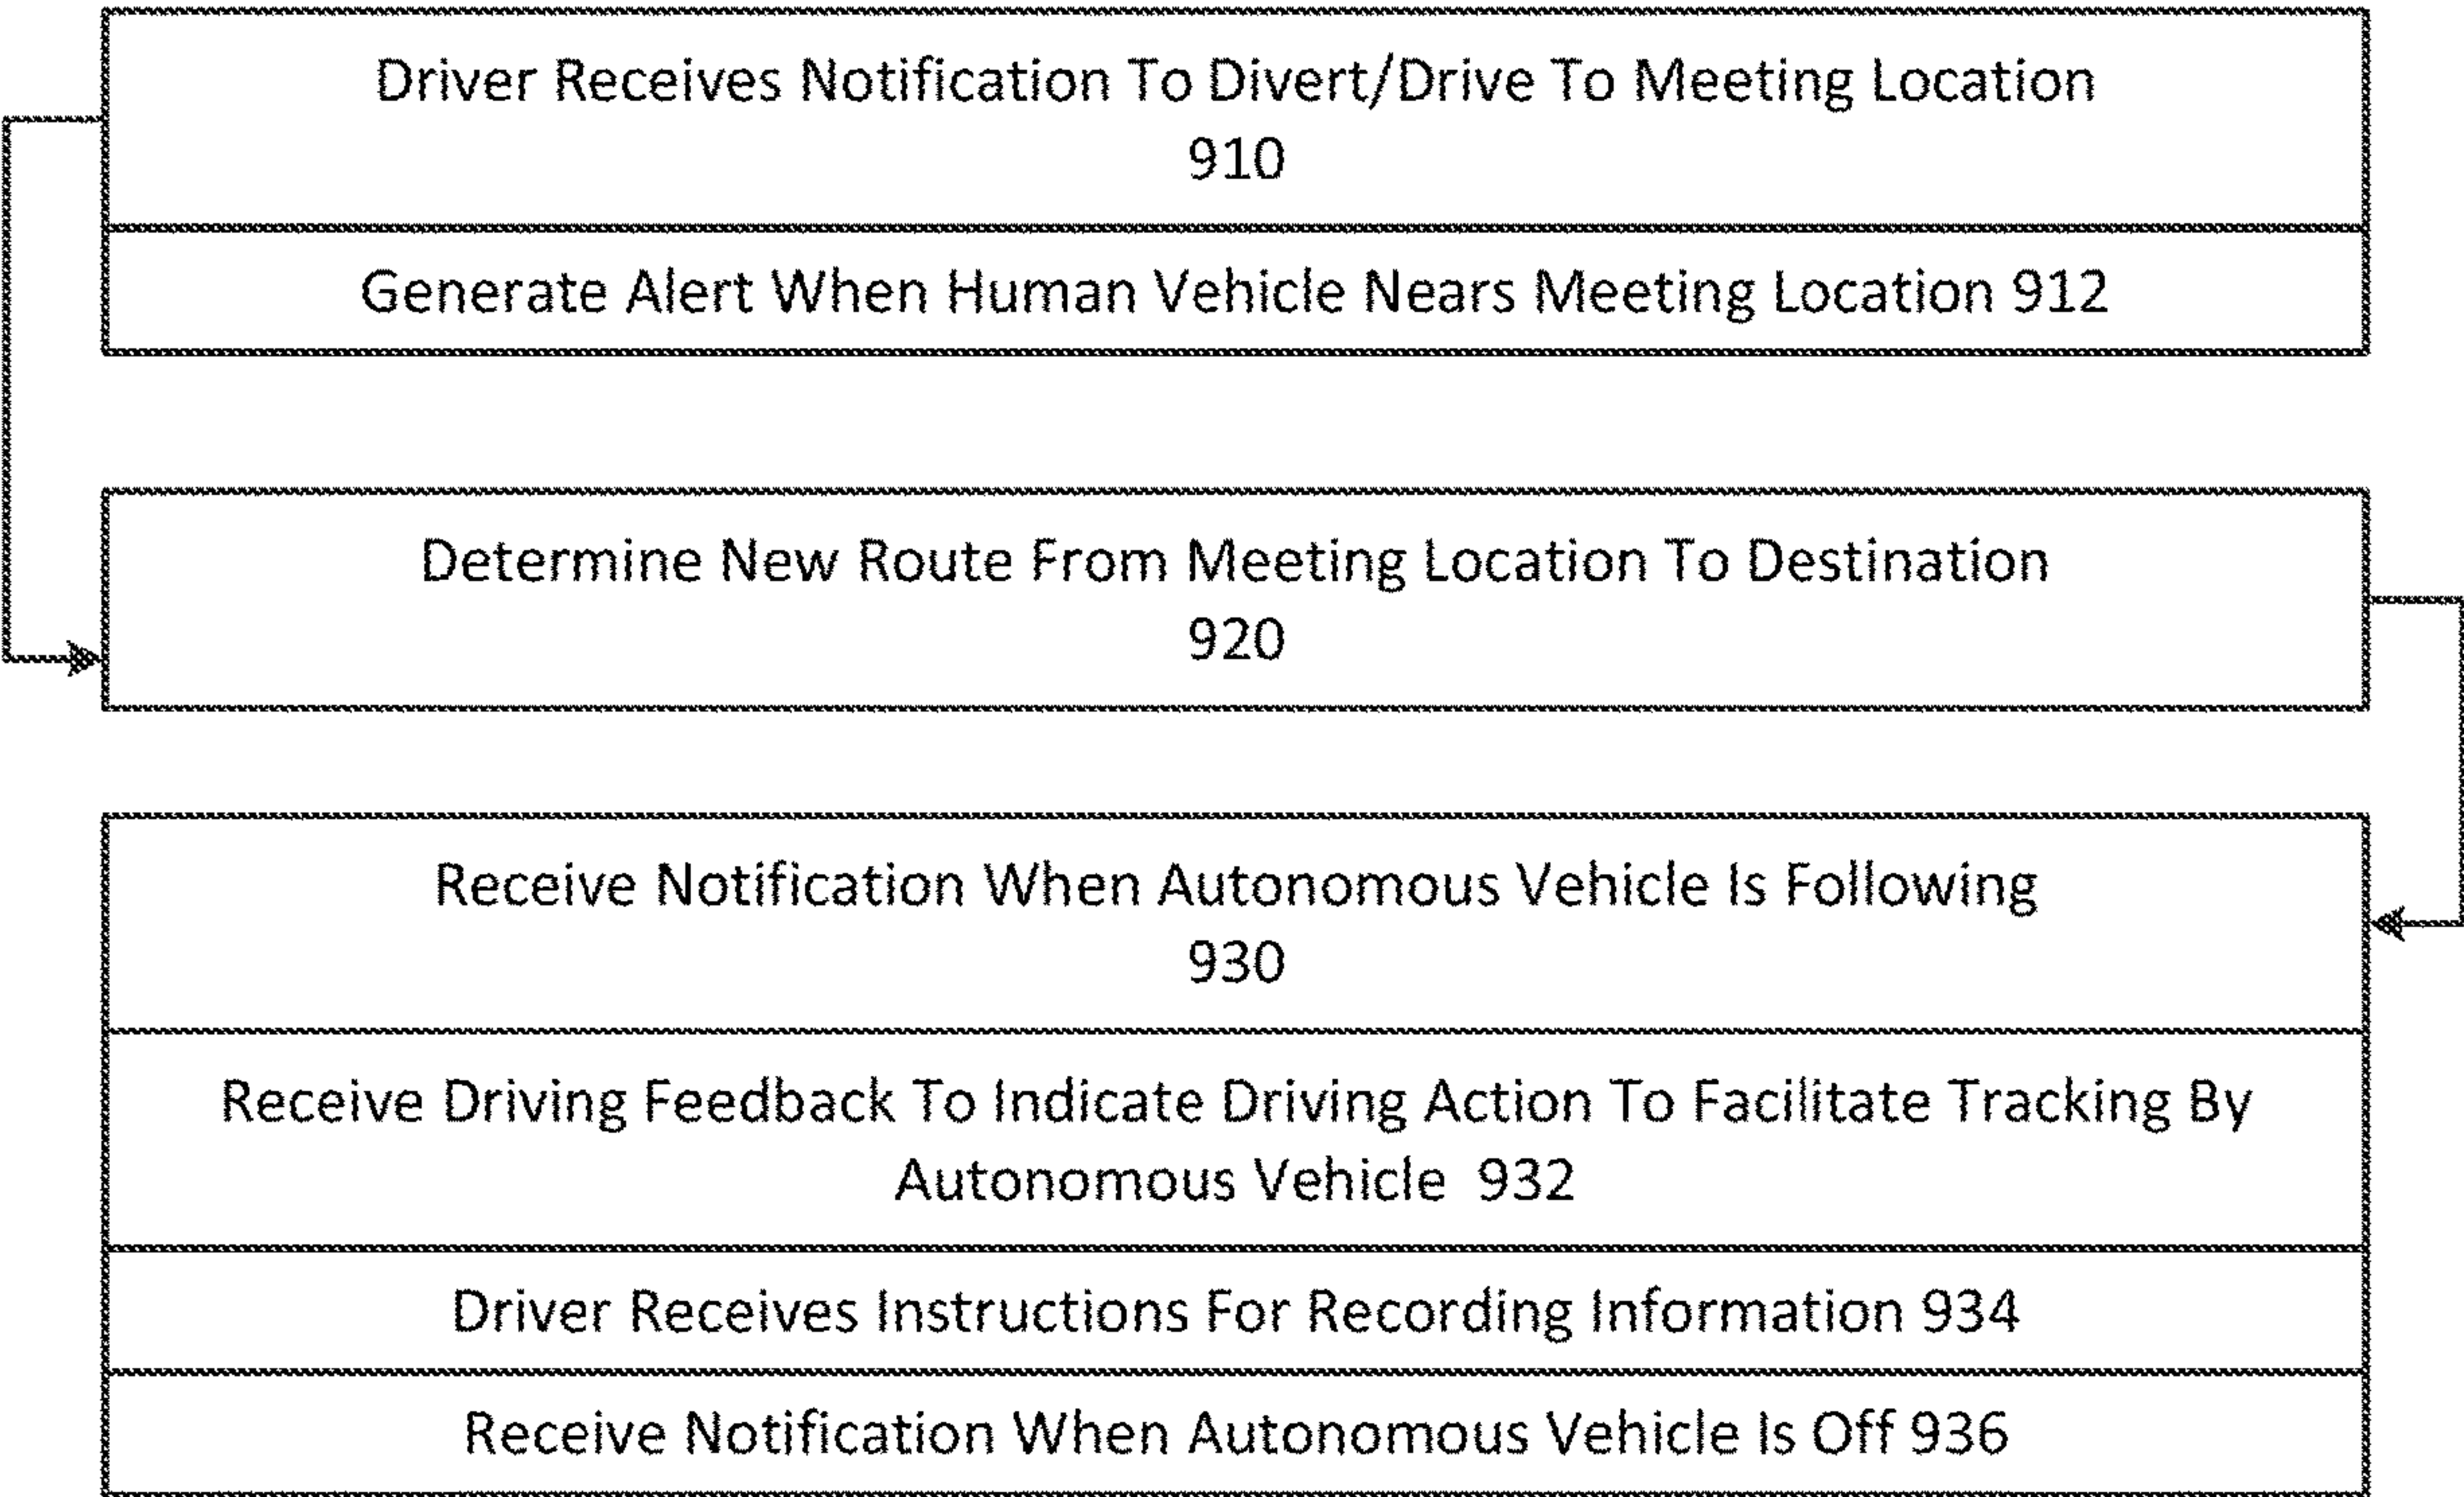 Driver Receives Notification To Divert/Drive To Meeting Location
910
Generate Alert When Human Vehicle Nears Meeting Location 912
Determine New Route From Meeting Location To Destination
920
Receive Notification When Autonomous Vehicle Is Following
930
Receive Driving Feedback To Indicate Driving Action To Facilitate Tracking By
Autonomous Vehicle 932
Driver Receives Instructions For Recording Information 934
Receive Notification When Autonomous Vehicle Is Off 936